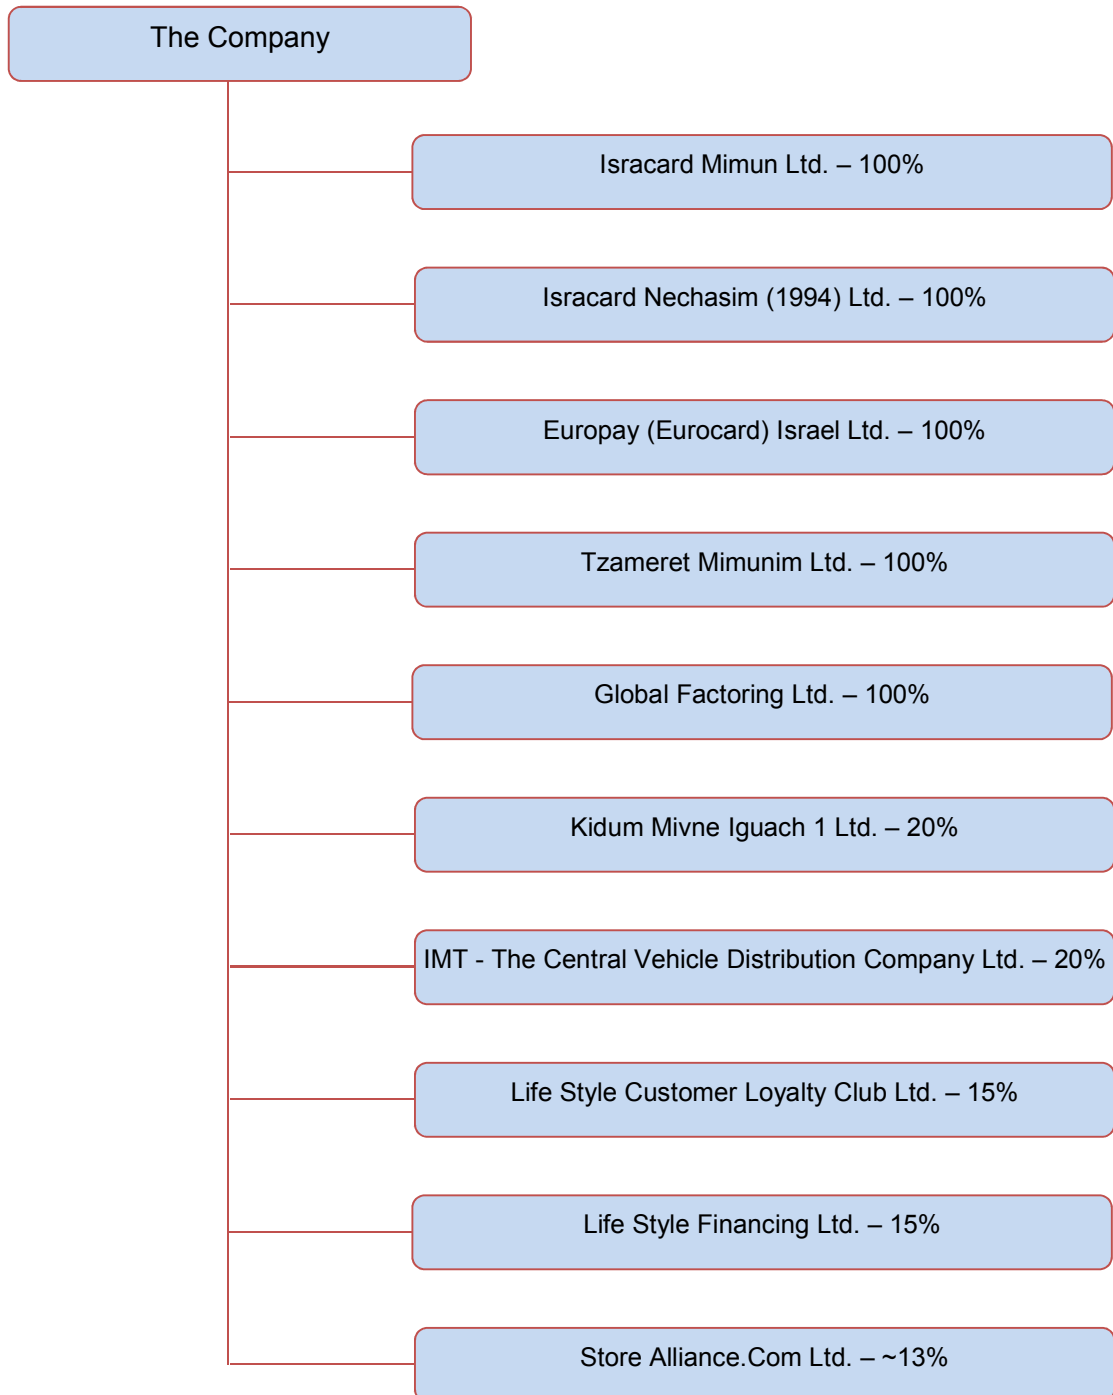 The Company
Isracard Mimun Ltd. – 100%
Isracard Nechasim (1994) Ltd. – 100%
Europay (Eurocard) Israel Ltd. – 100%
Tzameret Mimunim Ltd. – 100%
Global Factoring Ltd. – 100%
Kidum Mivne Iguach 1 Ltd. – 20%
IMT - The Central Vehicle Distribution Company Ltd. – 20%
Life Style Customer Loyalty Club Ltd. – 15%
Life Style Financing Ltd. – 15%
Store Alliance.Com Ltd. – ~13%